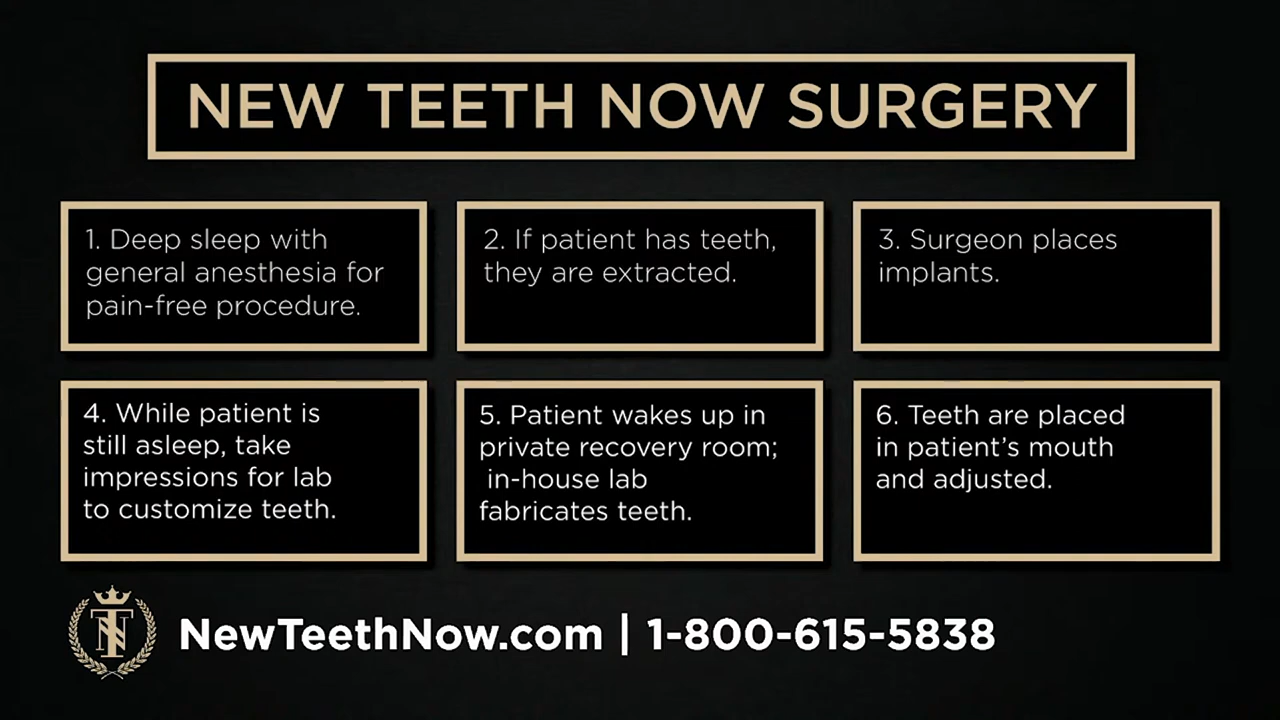 NEW TEETH NOW SURGERY
1. Deep sleep with
general anesthesia for
pain-free procedure.
2. If patient has teeth,
they are extracted.
3. Surgeon places
implants.
4. While patient is
still asleep, take
impressions for lab
to customize teeth.
5. Patient wakes up in
private recovery room;
in-house lab
fabricates teeth.
6. Teeth are placed
in patient's mouth
and adjusted.
NewTeethNow.com | 1-800-615-5838